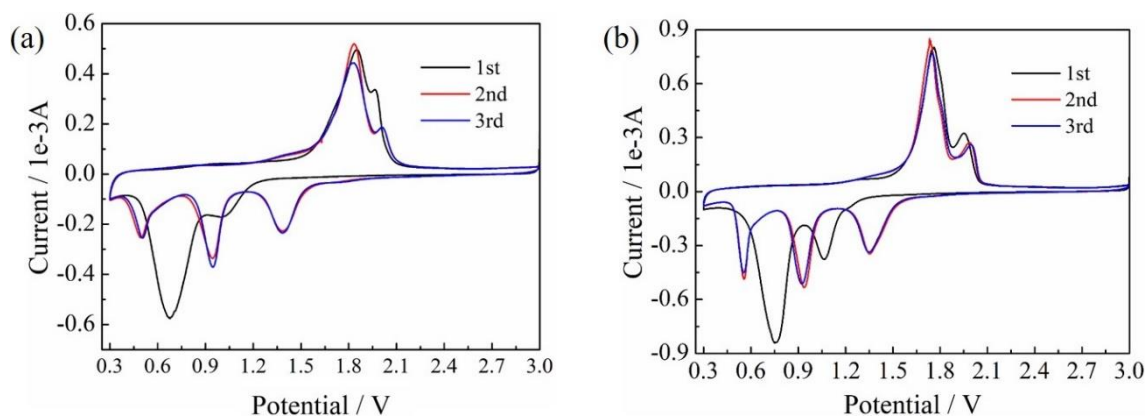 (a)
0.6
0.4
0.2
0.0
-0.2
-0.4
-0.6
Current / 1e-3A
1st
2nd
3rd
0.3 0.6 0.9 1.2 1.5 1.8 2.1 2.4 2.7 3.0
Potential / V
(b)
0.9
0.6
0.3
0.0
-0.3
-0.6
-0.9
Current / 1e-3A
1st
2nd
3rd
0.3 0.6 0.9 1.2 1.5 1.8 2.1 2.4 2.7 3.0
Potential / V